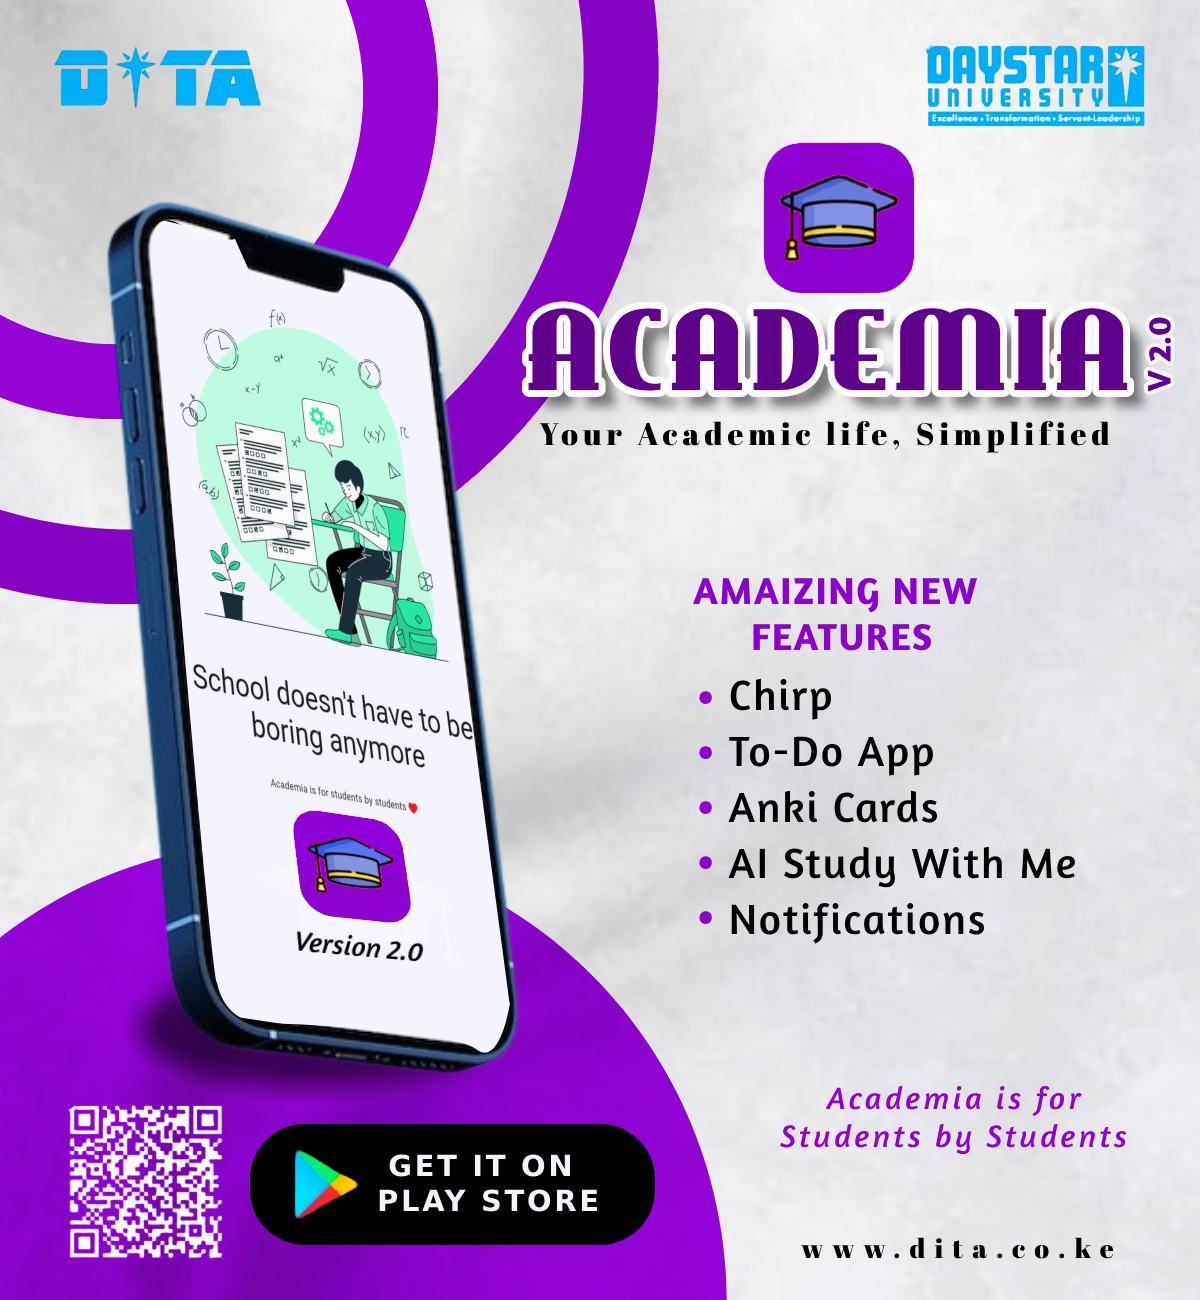 DITA
DAYSTAR
UNIVERSITY
Excellence • Transformation • Servant-Leadership
ACADEMIA
V 2.0
Your Academic life, Simplified
f(x)
a⁴
√x
x-y
a
b
x²
(x,y)
π
(a,b)
School doesn't have to be
boring anymore
Academia is for students by students ❤
Version 2.0
AMAIZING NEW
FEATURES
• Chirp
• To-Do App
• Anki Cards
• AI Study With Me
• Notifications
Academia is for
Students by Students
GET IT ON
PLAY STORE
www.dita.co.ke